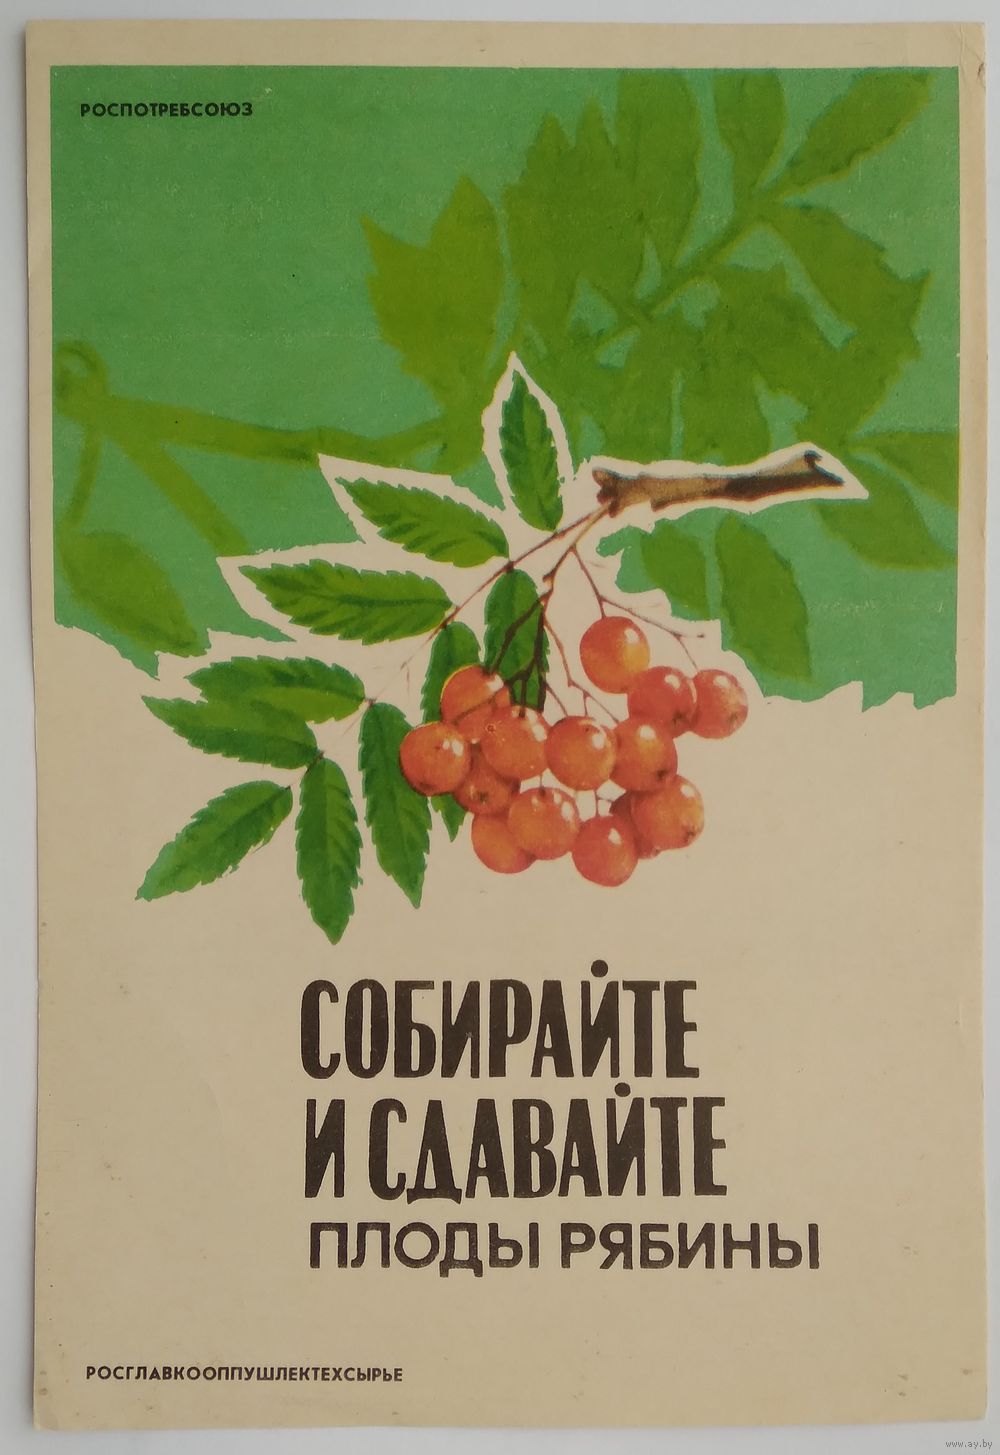 РОСПОТРЕБСОЮЗ
СОБИРАЙТЕ
И СДАВАЙТЕ
ПЛОДЫ РЯБИНЫ
РОСГЛАВКООППУШЛЕКТЕХСЫРЬЕ
www.ay.by